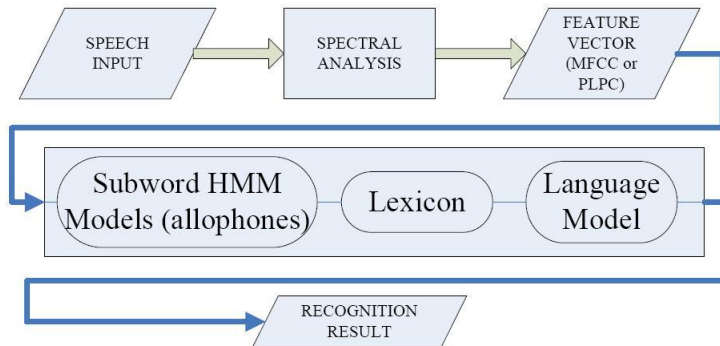 SPEECH
INPUT
SPECTRAL
ANALYSIS
FEATURE
VECTOR
(MFCC or
PLPC)
Subword HMM
Models (allophones)
Lexicon
Language
Model
RECOGNITION
RESULT